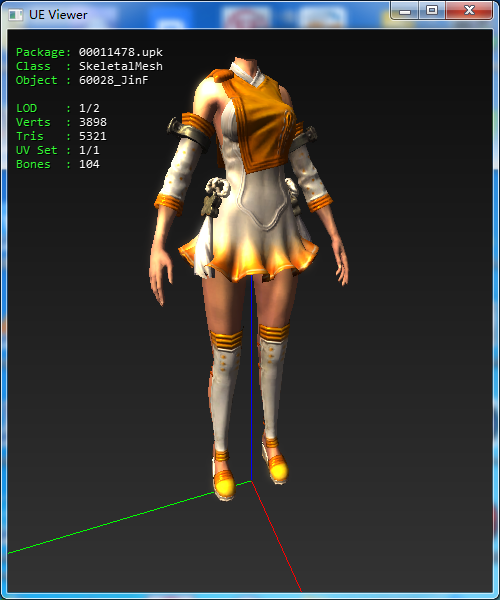 UE Viewer
Package: 00011478.upk
Class : SkeletalMesh
Object : 60028_JinF
LOD : 1/2
Verts : 3898
Tris : 5321
UV Set : 1/1
Bones : 104